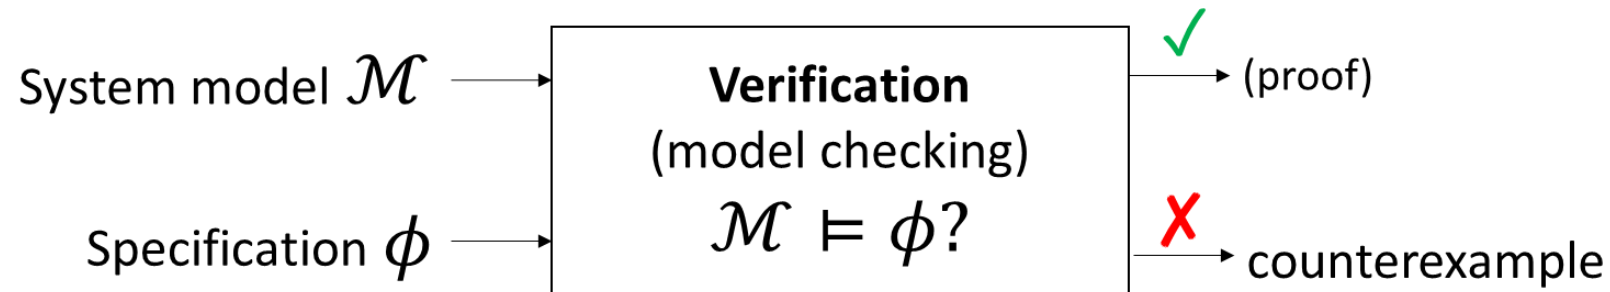 System model ℳ
Specification ϕ
Verification
(model checking)
ℳ ⊨ ϕ?
(proof)
counterexample